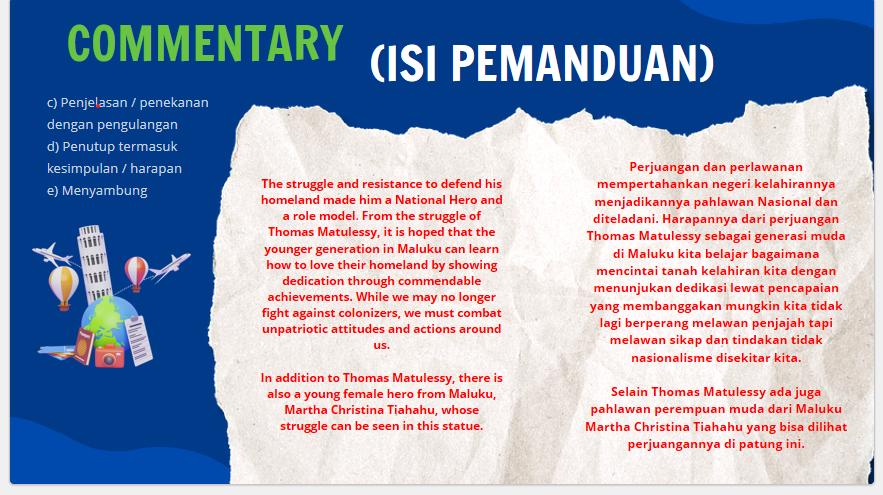 COMMENTARY
(ISI PEMANDUAN)
c) Penjelasan / penekanan
dengan pengulangan
d) Penutup termasuk
kesimpulan / harapan
e) Menyambung
The struggle and resistance to defend his
homeland made him a National Hero and
a role model. From the struggle of
Thomas Matulessy, it is hoped that the
younger generation in Maluku can learn
how to love their homeland by showing
dedication through commendable
achievements. While we may no longer
fight against colonizers, we must combat
unpatriotic attitudes and actions around
us.
In addition to Thomas Matulessy, there is
also a young female hero from Maluku,
Martha Christina Tiahahu, whose
struggle can be seen in this statue.
Perjuangan dan perlawanan
mempertahankan negeri kelahirannya
menjadikannya pahlawan Nasional dan
diteladani. Harapannya dari perjuangan
Thomas Matulessy sebagai generasi muda
di Maluku kita belajar bagaimana
mencintai tanah kelahiran kita dengan
menunjukan dedikasi lewat pencapaian
yang membanggakan mungkin kita tidak
lagi berperang melawan penjajah tapi
melawan sikap dan tindakan tidak
nasionalisme disekitar kita.
Selain Thomas Matulessy ada juga
pahlawan perempuan muda dari Maluku
Martha Christina Tiahahu yang bisa dilihat
perjuangannya di patung ini.